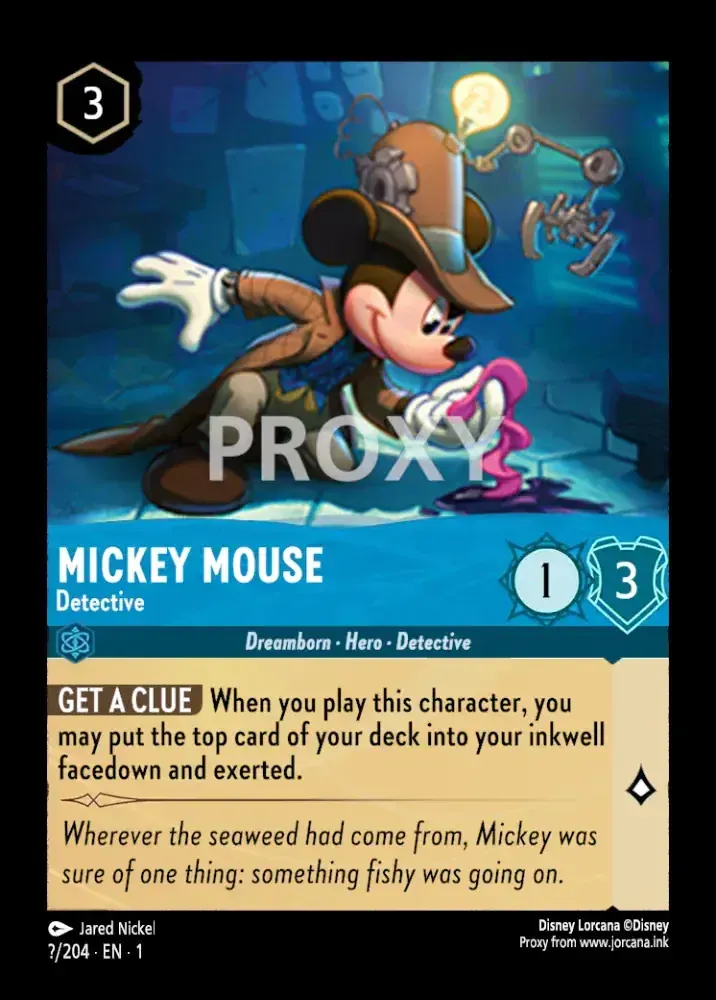 3
PROXY
MICKEY MOUSE
1
3
Detective
Dreamborn · Hero · Detective
GET A CLUE When you play this character, you
may put the top card of your deck into your inkwell
facedown and exerted.
Wherever the seaweed had come from, Mickey was
sure of one thing: something fishy was going on.
Jared Nickel
?/204 · EN · 1
Disney Lorcana ©Disney
Proxy from www.jorcana.ink